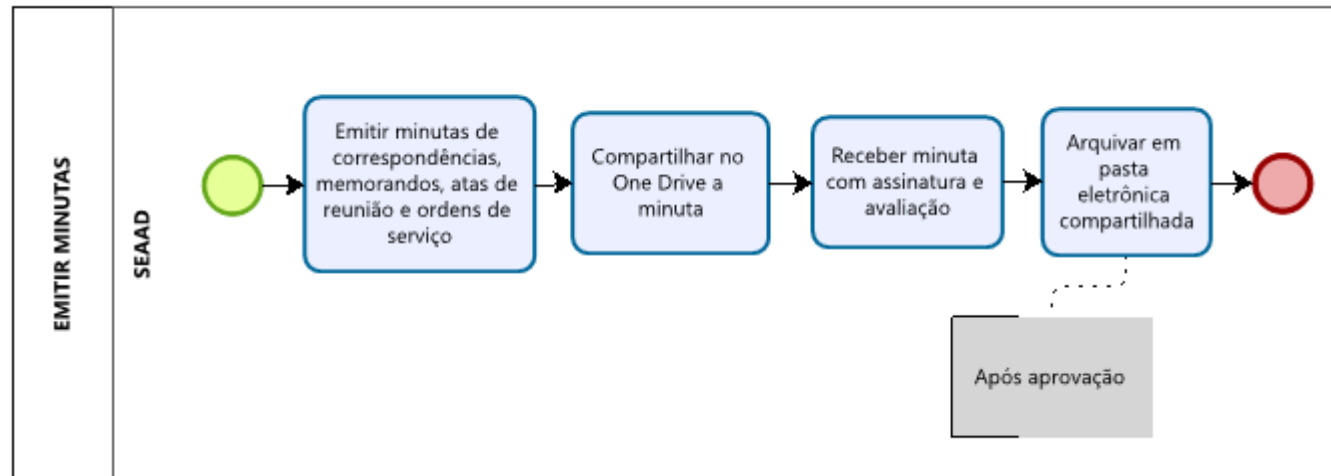 EMITIR MINUTAS
SEAAD
Emitir minutas de
correspondências,
memorandos, atas de
reunião e ordens de
serviço
Compartilhar no
One Drive a
minuta
Receber minuta
com assinatura e
avaliação
Arquivar em
pasta
eletrônica
compartilhada
Após aprovação